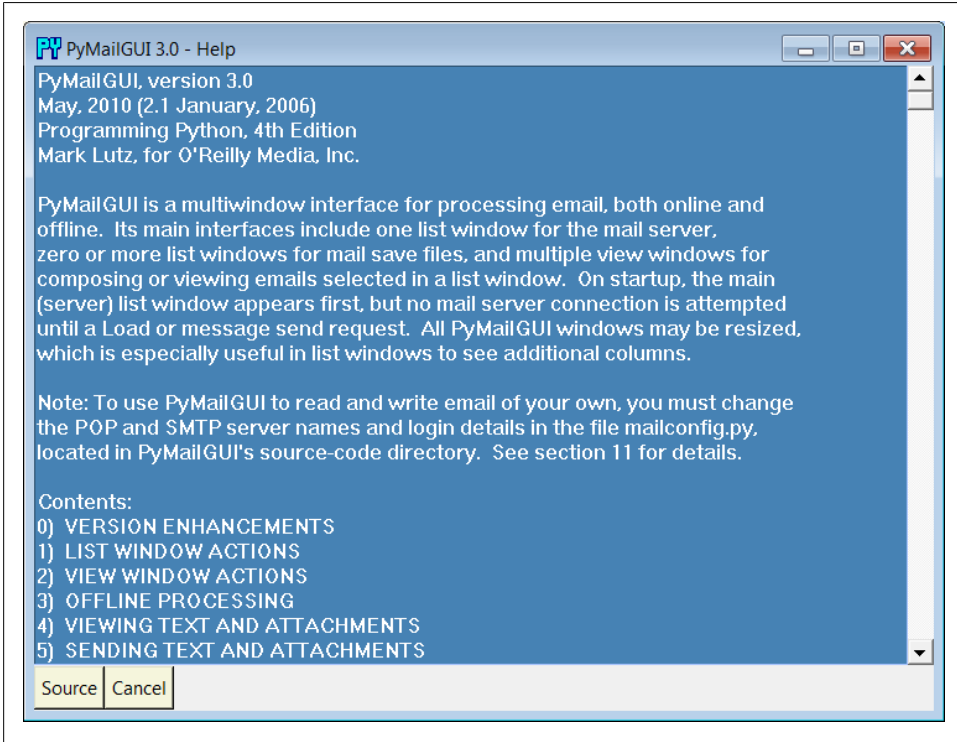 PY PyMailGUI 3.0 - Help
PyMailGUI, version 3.0
May, 2010 (2.1 January, 2006)
Programming Python, 4th Edition
Mark Lutz, for O'Reilly Media, Inc.
PyMailGUI is a multiwindow interface for processing email, both online and
offline.  Its main interfaces include one list window for the mail server,
zero or more list windows for mail save files, and multiple view windows for
composing or viewing emails selected in a list window.  On startup, the main
(server) list window appears first, but no mail server connection is attempted
until a Load or message send request.  All PyMailGUI windows may be resized,
which is especially useful in list windows to see additional columns.
Note: To use PyMailGUI to read and write email of your own, you must change
the POP and SMTP server names and login details in the file mailconfig.py,
located in PyMailGUI's source-code directory.  See section 11 for details.
Contents:
0)  VERSION ENHANCEMENTS
1)  LIST WINDOW ACTIONS
2)  VIEW WINDOW ACTIONS
3)  OFFLINE PROCESSING
4)  VIEWING TEXT AND ATTACHMENTS
5)  SENDING TEXT AND ATTACHMENTS
Source Cancel